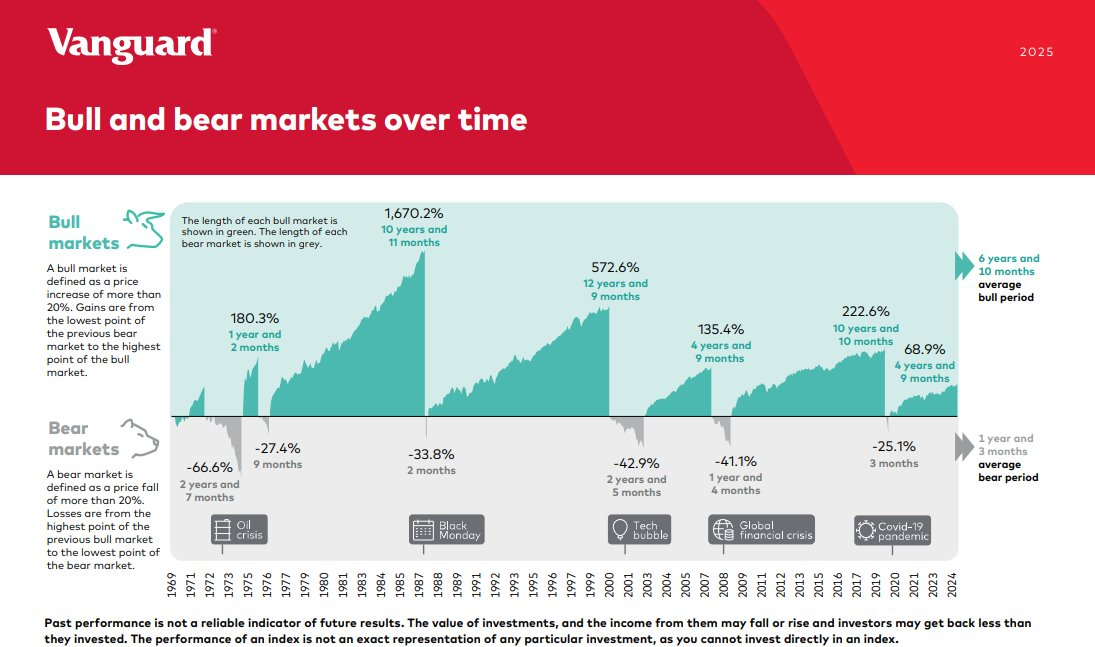 Vanguard®
2025
Bull and bear markets over time
Bull
markets
A bull market is
defined as a price
increase of more than
20%. Gains are from
the lowest point of
the previous bear
market to the highest
point of the bull
market.
Bear
markets
A bear market is
defined as a price fall
of more than 20%.
Losses are from the
highest point of the
previous bull market
to the lowest point of
the bear market.
The length of each bull market is
shown in green. The length of each
bear market is shown in grey.
180.3%
1 year and
2 months
1,670.2%
10 years and
11 months
572.6%
12 years and
9 months
135.4%
4 years and
9 months
222.6%
10 years and
10 months
68.9%
4 years and
9 months
6 years and
10 months
average
bull period
-66.6%
2 years and
7 months
-27.4%
9 months
-33.8%
2 months
-42.9%
2 years and
5 months
-41.1%
1 year and
4 months
-25.1%
3 months
1 year and
3 months
average
bear period
Oil
crisis
Black
Monday
Tech
bubble
Global
financial crisis
Covid-19
pandemic
1969
1971
1972
1973
1975
1976
1977
1979
1980
1981
1983
1984
1985
1987
1988
1989
1991
1992
1993
1995
1996
1997
1999
2000
2001
2003
2004
2005
2007
2008
2009
2011
2012
2013
2015
2016
2017
2019
2020
2021
2023
2024
Past performance is not a reliable indicator of future results. The value of investments, and the income from them may fall or rise and investors may get back less than
they invested. The performance of an index is not an exact representation of any particular investment, as you cannot invest directly in an index.